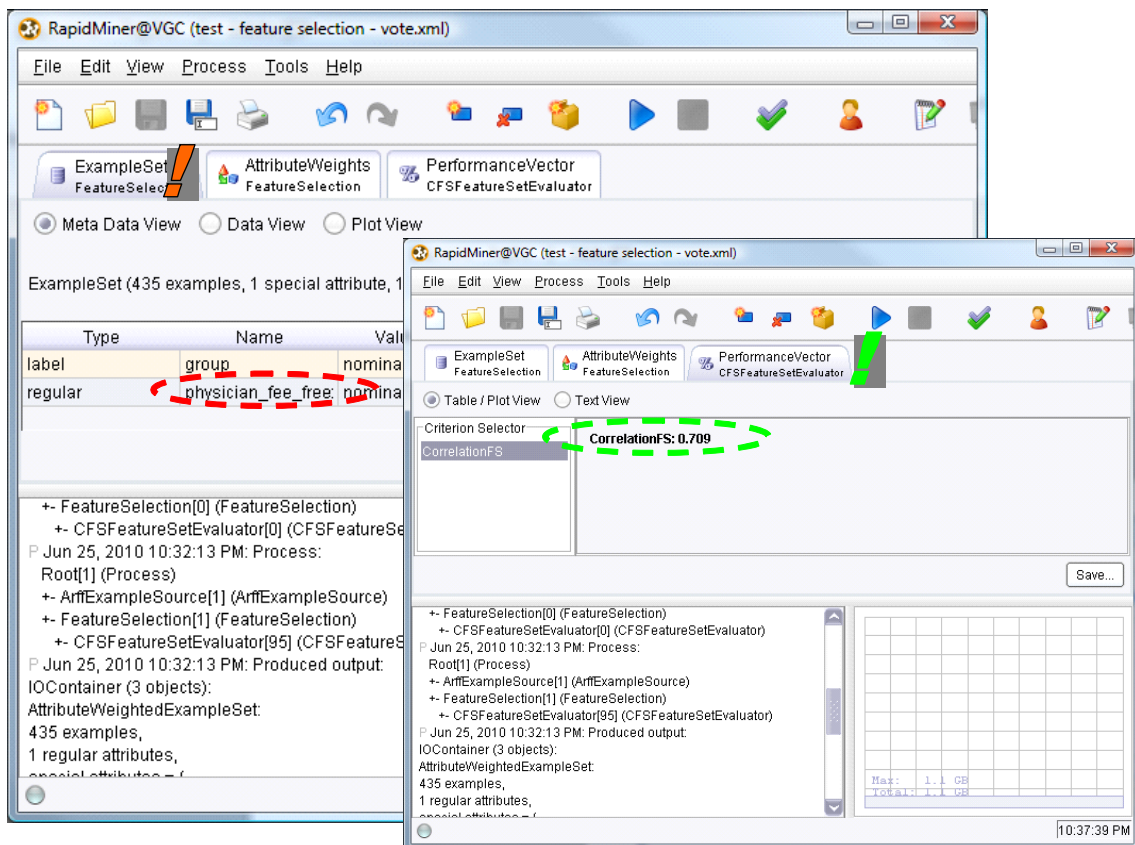 RapidMiner@VGC (test - feature selection - vote.xml)
File Edit View Process Tools Help
ExampleSet
FeatureSelec
AttributeWeights
FeatureSelection
PerformanceVector
CFSFeatureSetEvaluator
Meta Data View Data View Plot View
ExampleSet (435 examples, 1 special attribute, 1
Type Name Valu
label group nomina
regular physician_fee_freez nomina
+- FeatureSelection[0] (FeatureSelection)
+- CFSFeatureSetEvaluator[0] (CFSFeatureSe
P Jun 25, 2010 10:32:13 PM: Process:
Root[1] (Process)
+- ArffExampleSource[1] (ArffExampleSource)
+- FeatureSelection[1] (FeatureSelection)
+- CFSFeatureSetEvaluator[95] (CFSFeatureS
P Jun 25, 2010 10:32:13 PM: Produced output:
IOContainer (3 objects):
AttributeWeightedExampleSet:
435 examples,
1 regular attributes,
special attributes = {
RapidMiner@VGC (test - feature selection - vote.xml)
File Edit View Process Tools Help
ExampleSet
FeatureSelection
AttributeWeights
FeatureSelection
PerformanceVector
CFSFeatureSetEvaluator
Table / Plot View Text View
Criterion Selector
CorrelationFS
CorrelationFS: 0.709
Save...
+- FeatureSelection[0] (FeatureSelection)
+- CFSFeatureSetEvaluator[0] (CFSFeatureSetEvaluator)
P Jun 25, 2010 10:32:13 PM: Process:
Root[1] (Process)
+- ArffExampleSource[1] (ArffExampleSource)
+- FeatureSelection[1] (FeatureSelection)
+- CFSFeatureSetEvaluator[95] (CFSFeatureSetEvaluator)
P Jun 25, 2010 10:32:13 PM: Produced output:
IOContainer (3 objects):
AttributeWeightedExampleSet:
435 examples,
1 regular attributes,
special attributes = {
Max: 1.1 GB
Total: 1.1 GB
10:37:39 PM